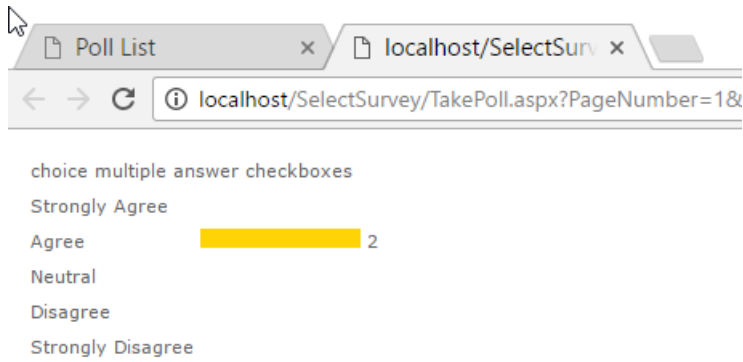 Poll List
localhost/SelectSurv
localhost/SelectSurvey/TakePoll.aspx?PageNumber=1&
choice multiple answer checkboxes
Strongly Agree
Agree 2
Neutral
Disagree
Strongly Disagree